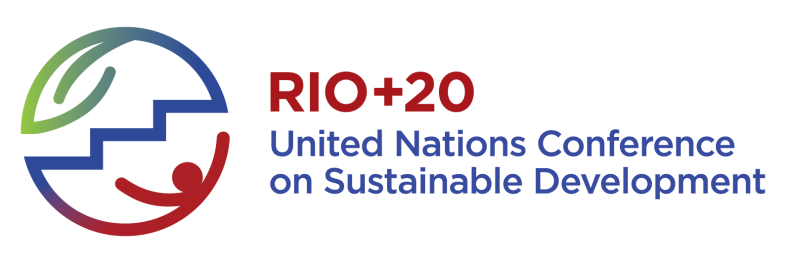 RIO+20
United Nations Conference
on Sustainable Development